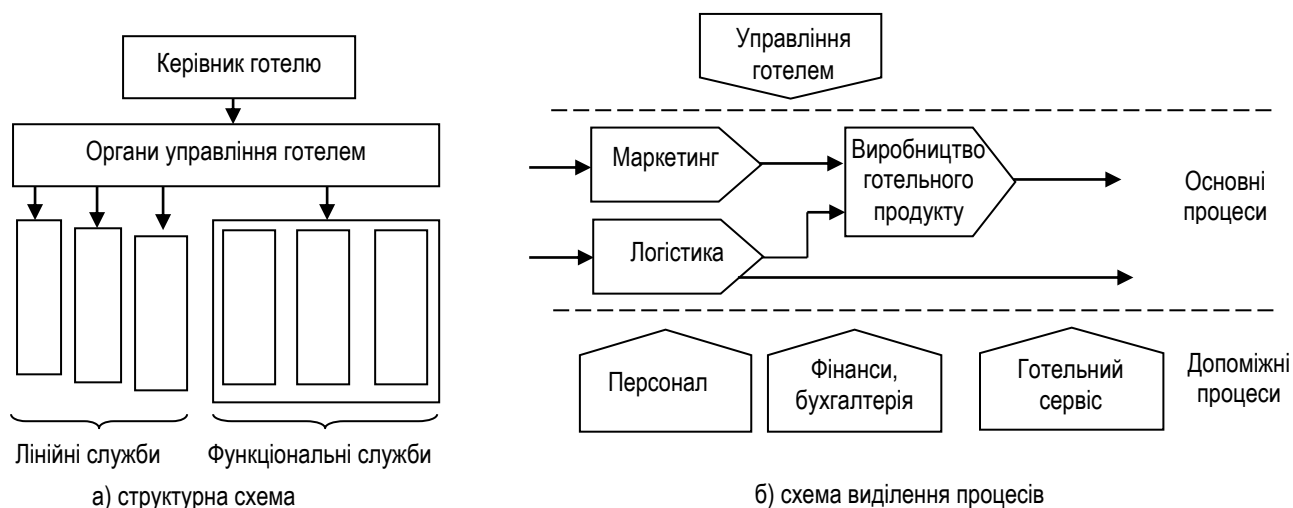 Керівник готелю
Органи управління готелем
Лінійні служби
Функціональні служби
а) структурна схема
Управління
готелем
Маркетинг
Виробництво
готельного
продукту
Логістика
Основні
процеси
Персонал
Фінанси,
бухгалтерія
Готельний
сервіс
Допоміжні
процеси
б) схема виділення процесів